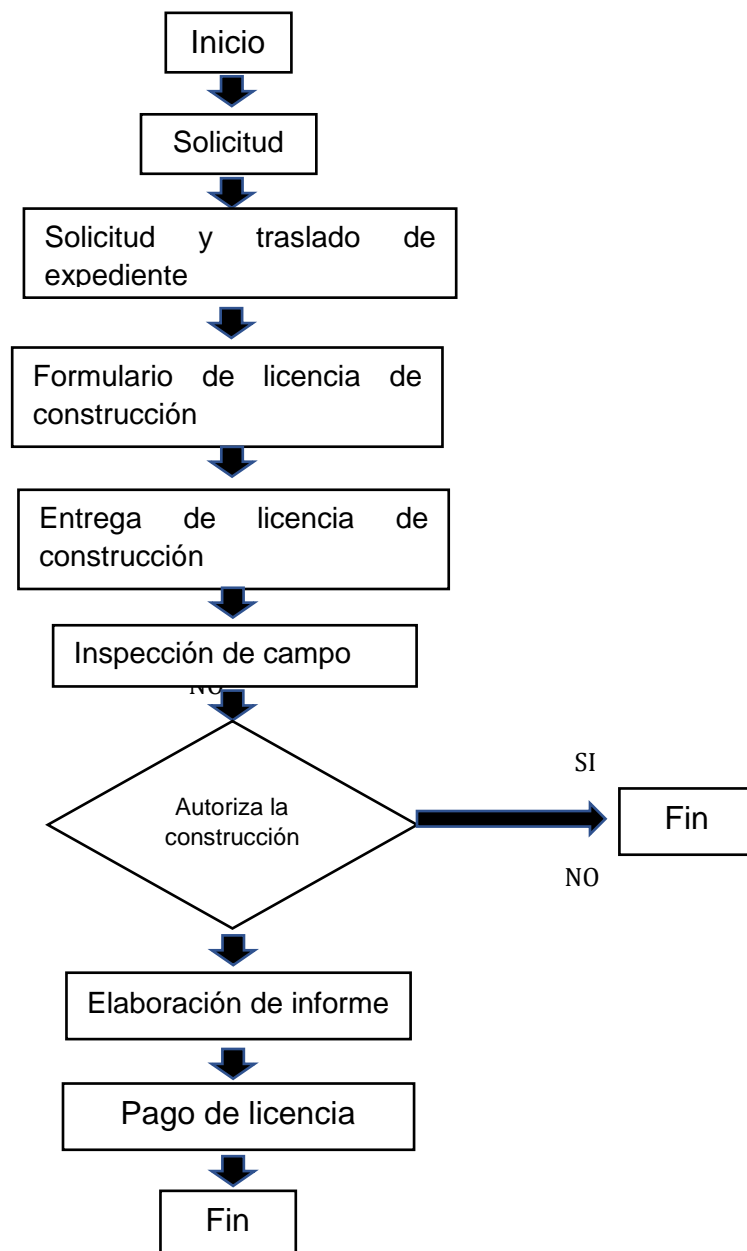 Inicio
Solicitud
Solicitud y traslado de
expediente
Formulario de licencia de
construcción
Entrega de licencia de
construcción
Inspección de campo
NO
SI
Autoriza la
construcción
Fin
NO
Elaboración de informe
Pago de licencia
Fin